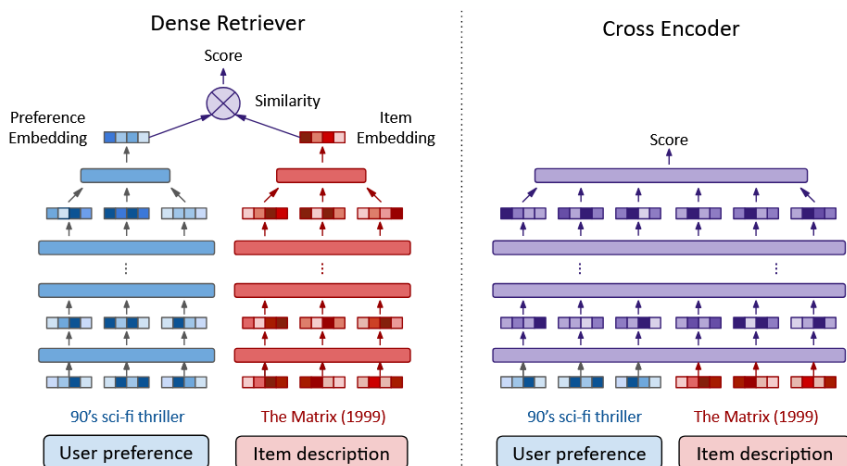 Dense Retriever
Score
Similarity
Preference
Embedding
Item
Embedding
90's sci-fi thriller
The Matrix (1999)
User preference
Item description
Cross Encoder
Score
90's sci-fi thriller
The Matrix (1999)
User preference
Item description